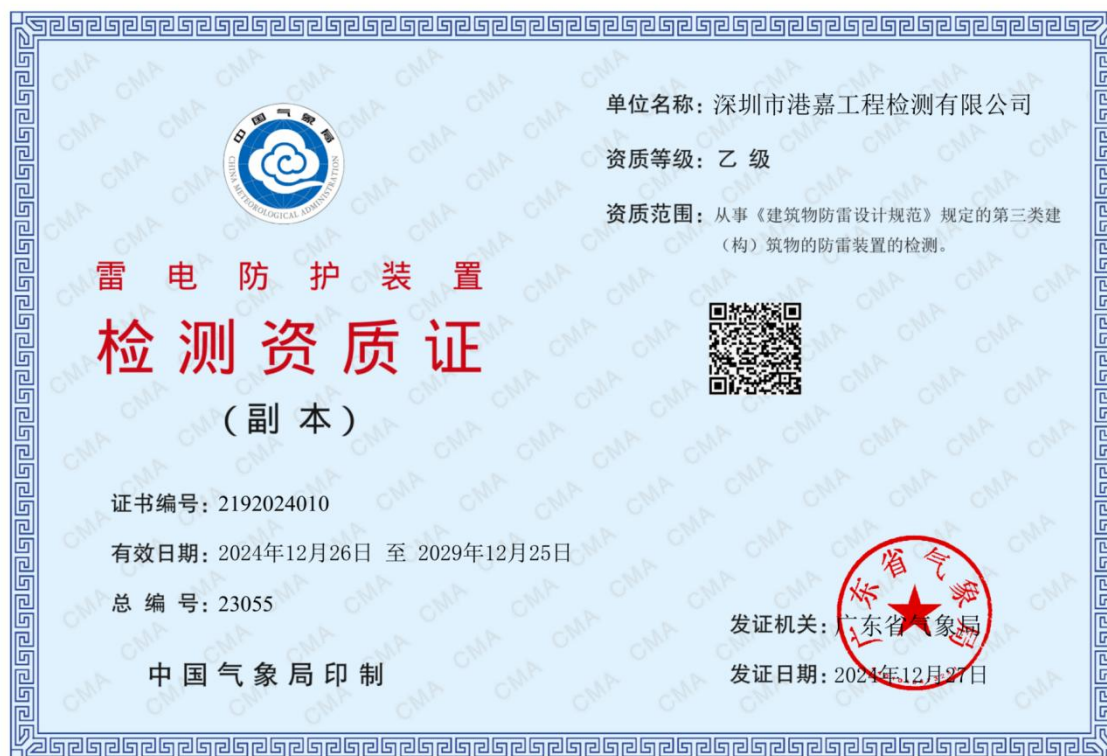 中国气象局
CHINA METEOROLOGICAL ADMINISTRATION
雷电防护装置
检测资质证
（副本）
证书编号：2192024010
有效日期：2024年12月26日 至 2029年12月25日
总编号：23055
中国气象局印制
单位名称：深圳市港嘉工程检测有限公司
资质等级：乙 级
资质范围：从事《建筑物防雷设计规范》规定的第三类建
（构）筑物的防雷装置的检测。
发证机关：广东省气象局
发证日期：2024年12月27日
广东省气象局
CMA